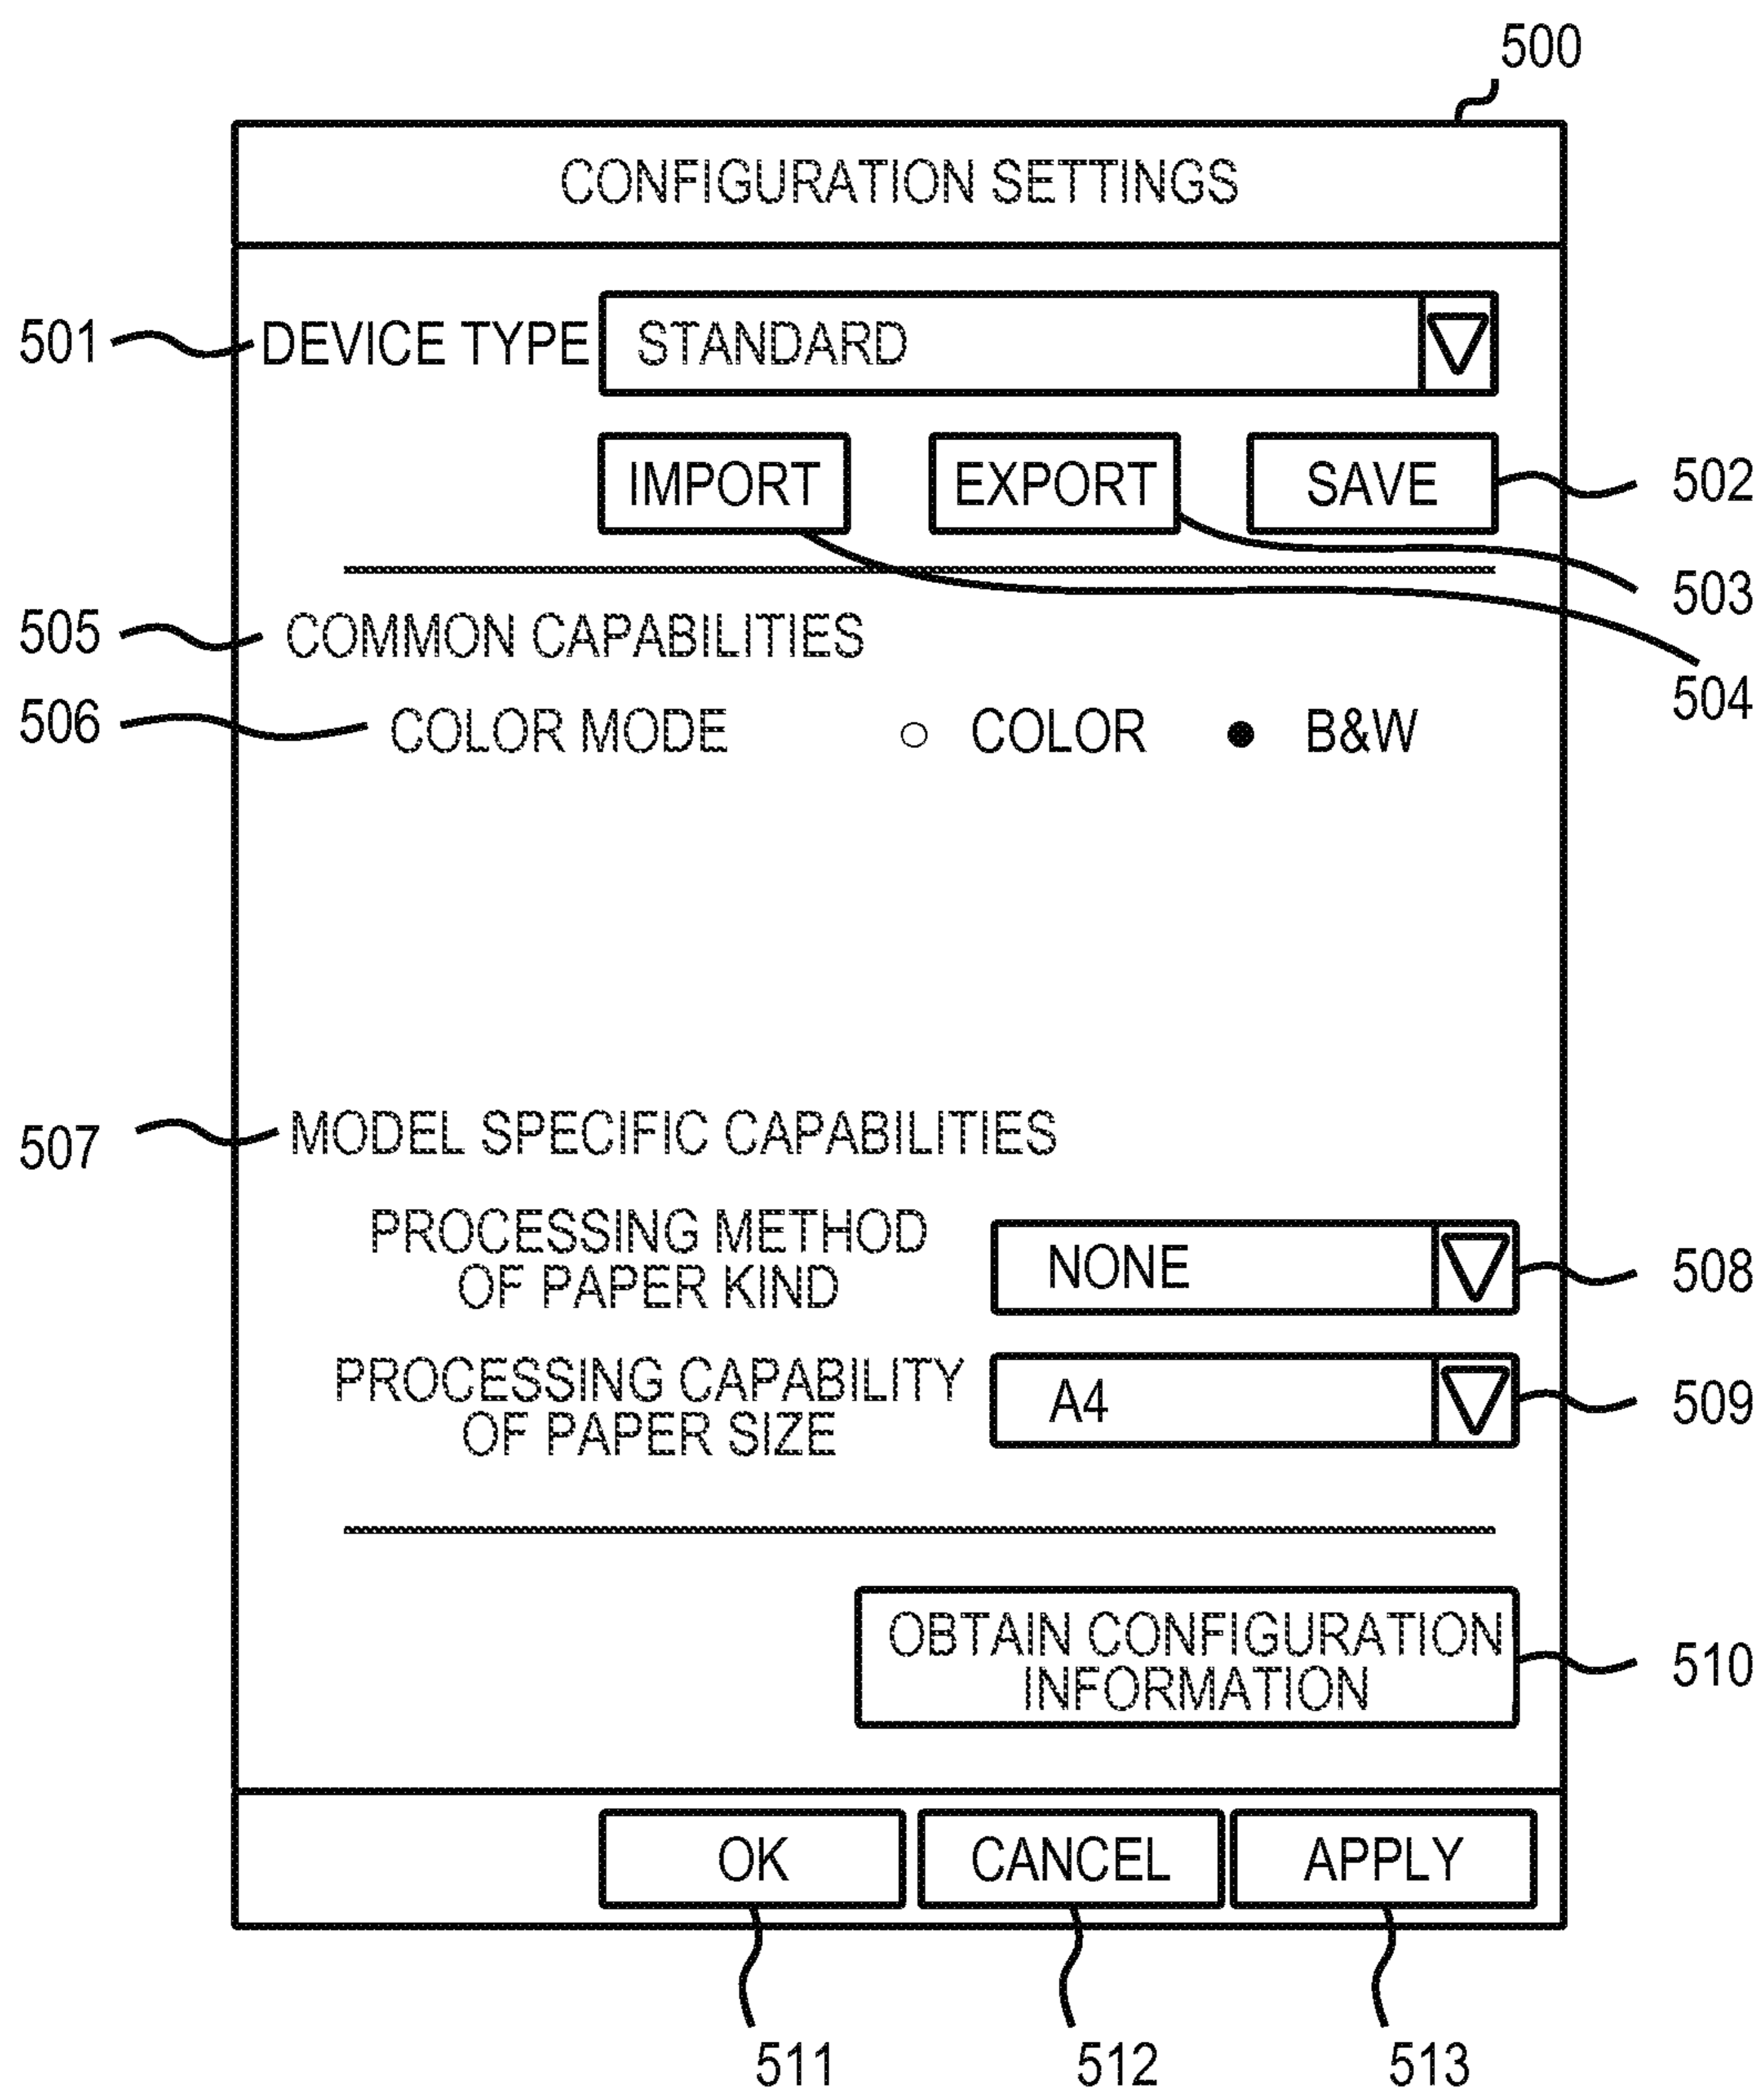 500
CONFIGURATION SETTINGS
501 DEVICE TYPE STANDARD
IMPORT EXPORT SAVE 502
503
505 COMMON CAPABILITIES
504
506 COLOR MODE COLOR B&W
507 MODEL SPECIFIC CAPABILITIES
PROCESSING METHOD
OF PAPER KIND
NONE 508
PROCESSING CAPABILITY
OF PAPER SIZE
A4 509
OBTAIN CONFIGURATION
INFORMATION
510
OK CANCEL APPLY
511 512 513